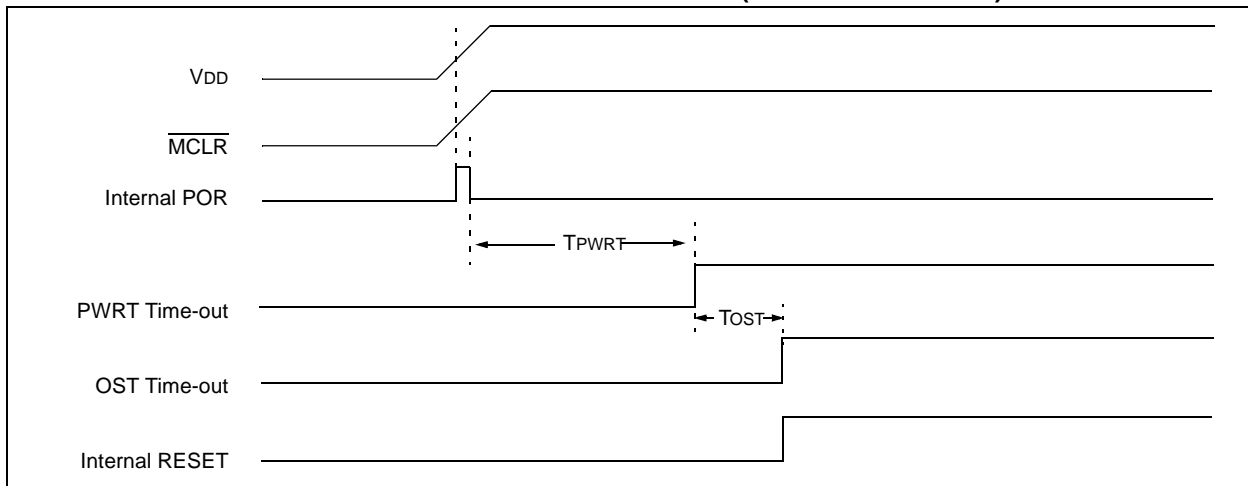 VDD
MCLR
Internal POR
TPWRT
PWRT Time-out
TOST
OST Time-out
Internal RESET